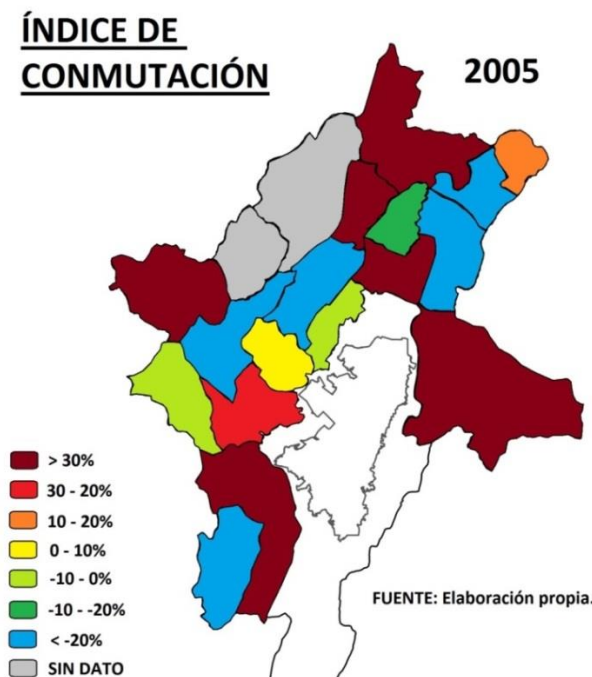 ÍNDICE DE
CONMUTACIÓN
2005
> 30%
30 - 20%
10 - 20%
0 - 10%
-10 - 0%
-10 - -20%
< -20%
SIN DATO
FUENTE: Elaboración propia.